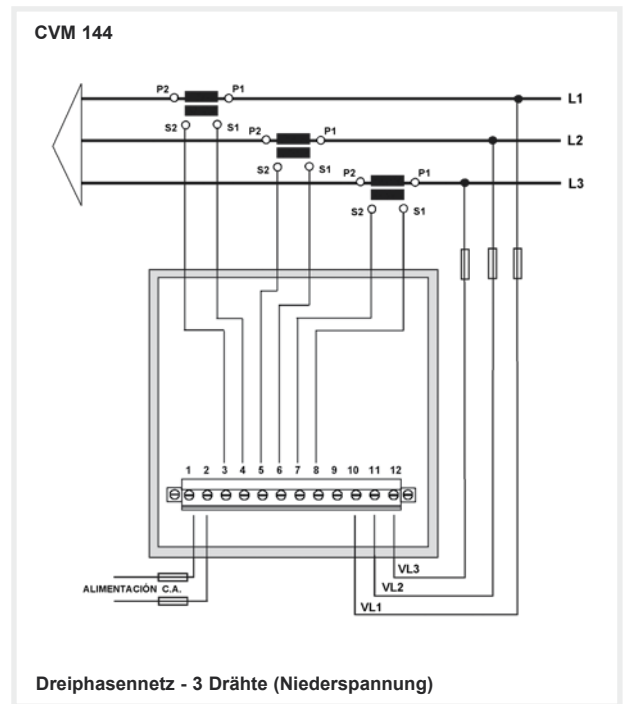 CVM 144
P2 P1 L1
S2 S1 P2 P1 L2
S2 S1 P2 P1 L3
S2 S1
1 2 3 4 5 6 7 8 9 10 11 12
VL3
ALIMENTACIÓN C.A. VL2
VL1
Dreiphasennetz - 3 Drähte (Niederspannung)